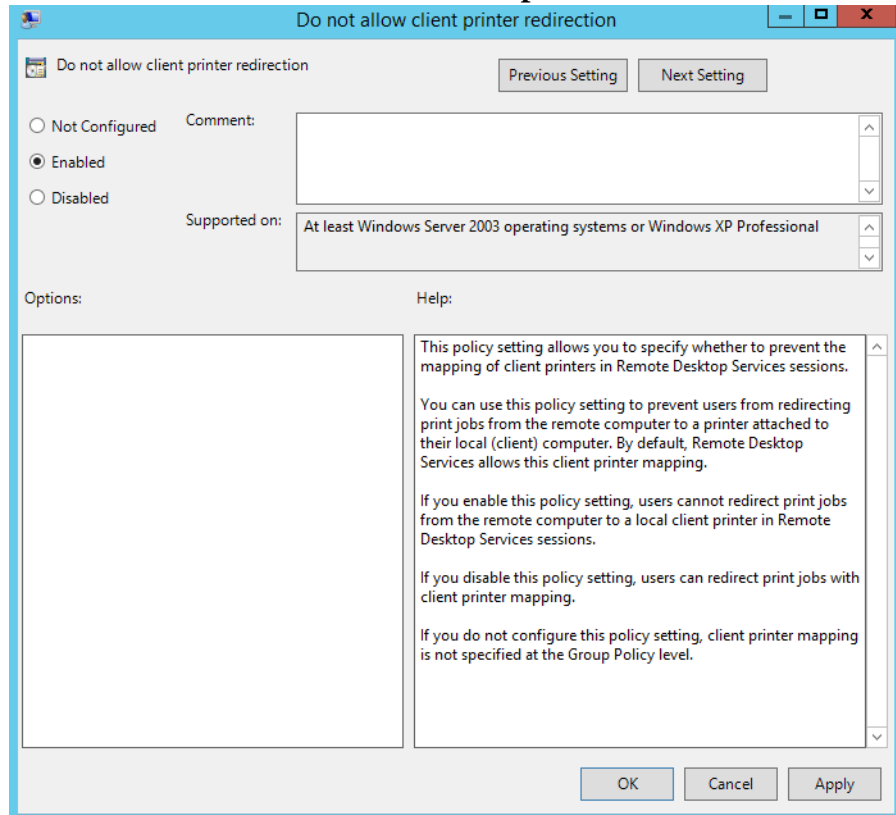 Do not allow client printer redirection
Do not allow client printer redirection
Previous Setting
Next Setting
Not Configured
Comment:
Enabled
Disabled
Supported on:
At least Windows Server 2003 operating systems or Windows XP Professional
Options:
Help:
This policy setting allows you to specify whether to prevent the
mapping of client printers in Remote Desktop Services sessions.
You can use this policy setting to prevent users from redirecting
print jobs from the remote computer to a printer attached to
their local (client) computer. By default, Remote Desktop
Services allows this client printer mapping.
If you enable this policy setting, users cannot redirect print jobs
from the remote computer to a local client printer in Remote
Desktop Services sessions.
If you disable this policy setting, users can redirect print jobs with
client printer mapping.
If you do not configure this policy setting, client printer mapping
is not specified at the Group Policy level.
OK
Cancel
Apply